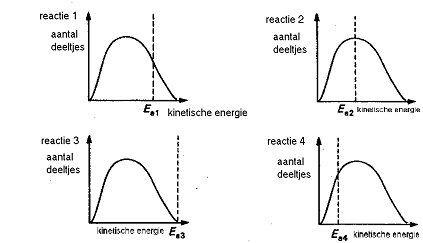 reactie 1
aantal
deeltjes
Ea1 kinetische energie
reactie 2
aantal
deeltjes
Ea2 kinetische energie
reactie 3
aantal
deeltjes
kinetische energie Ea3
reactie 4
aantal
deeltjes
Ea4 kinetische energie